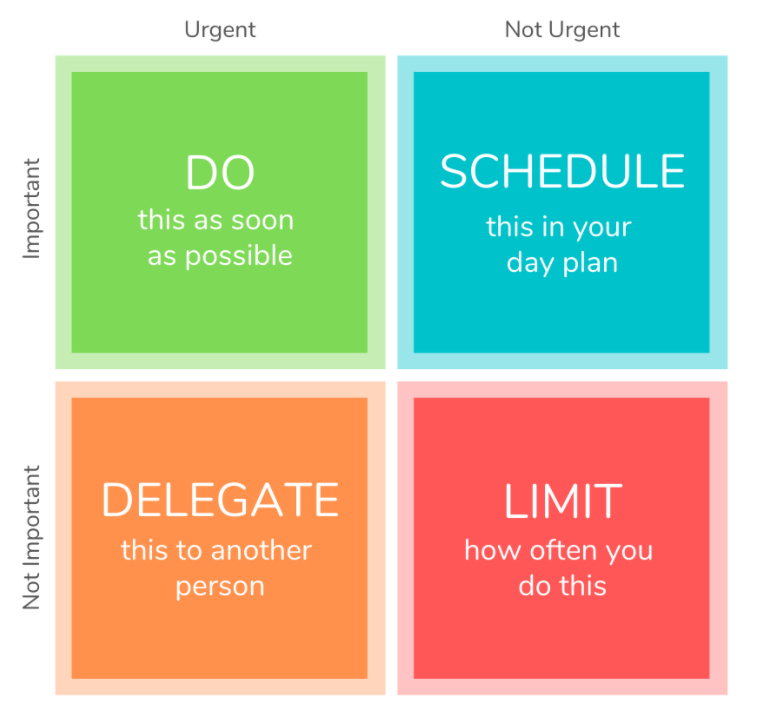 Urgent
Not Urgent
Important
DO
this as soon
as possible
SCHEDULE
this in your
day plan
Not Important
DELEGATE
this to another
person
LIMIT
how often you
do this